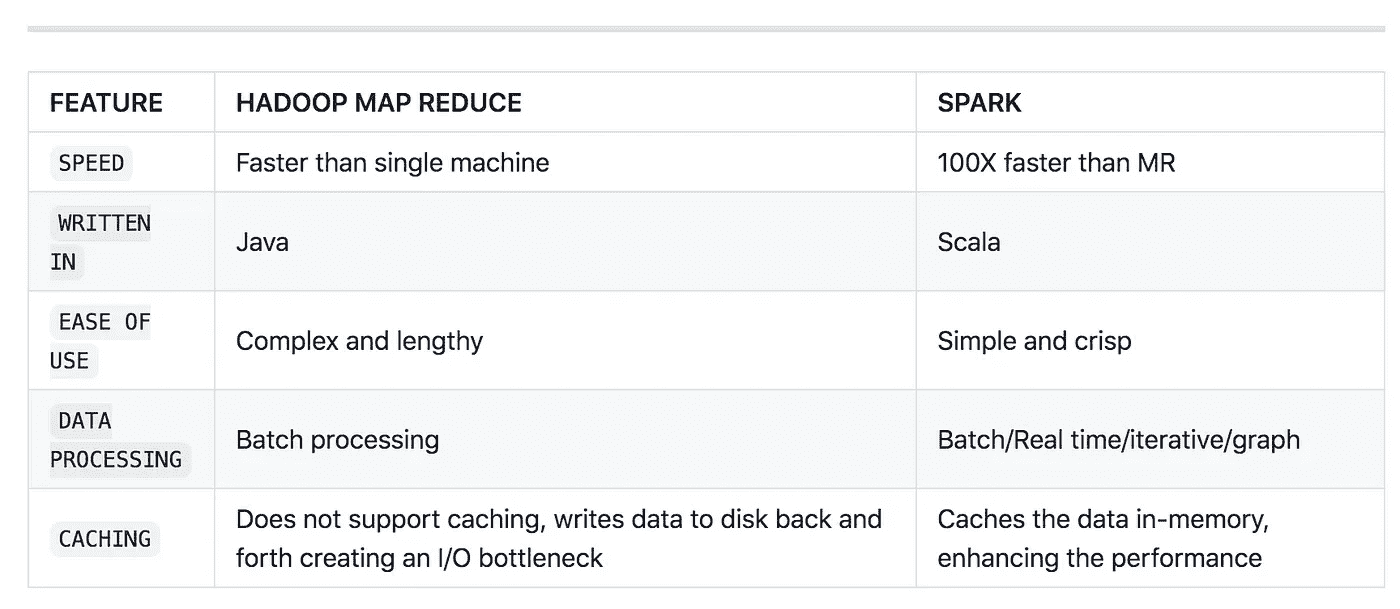 FEATURE HADOOP MAP REDUCE SPARK
SPEED Faster than single machine 100X faster than MR
WRITTEN
IN
Java
Scala
EASE OF
USE
Complex and lengthy
Simple and crisp
DATA
PROCESSING
Batch processing
Batch/Real time/iterative/graph
CACHING
Does not support caching, writes data to disk back and
forth creating an I/O bottleneck
Caches the data in-memory,
enhancing the performance